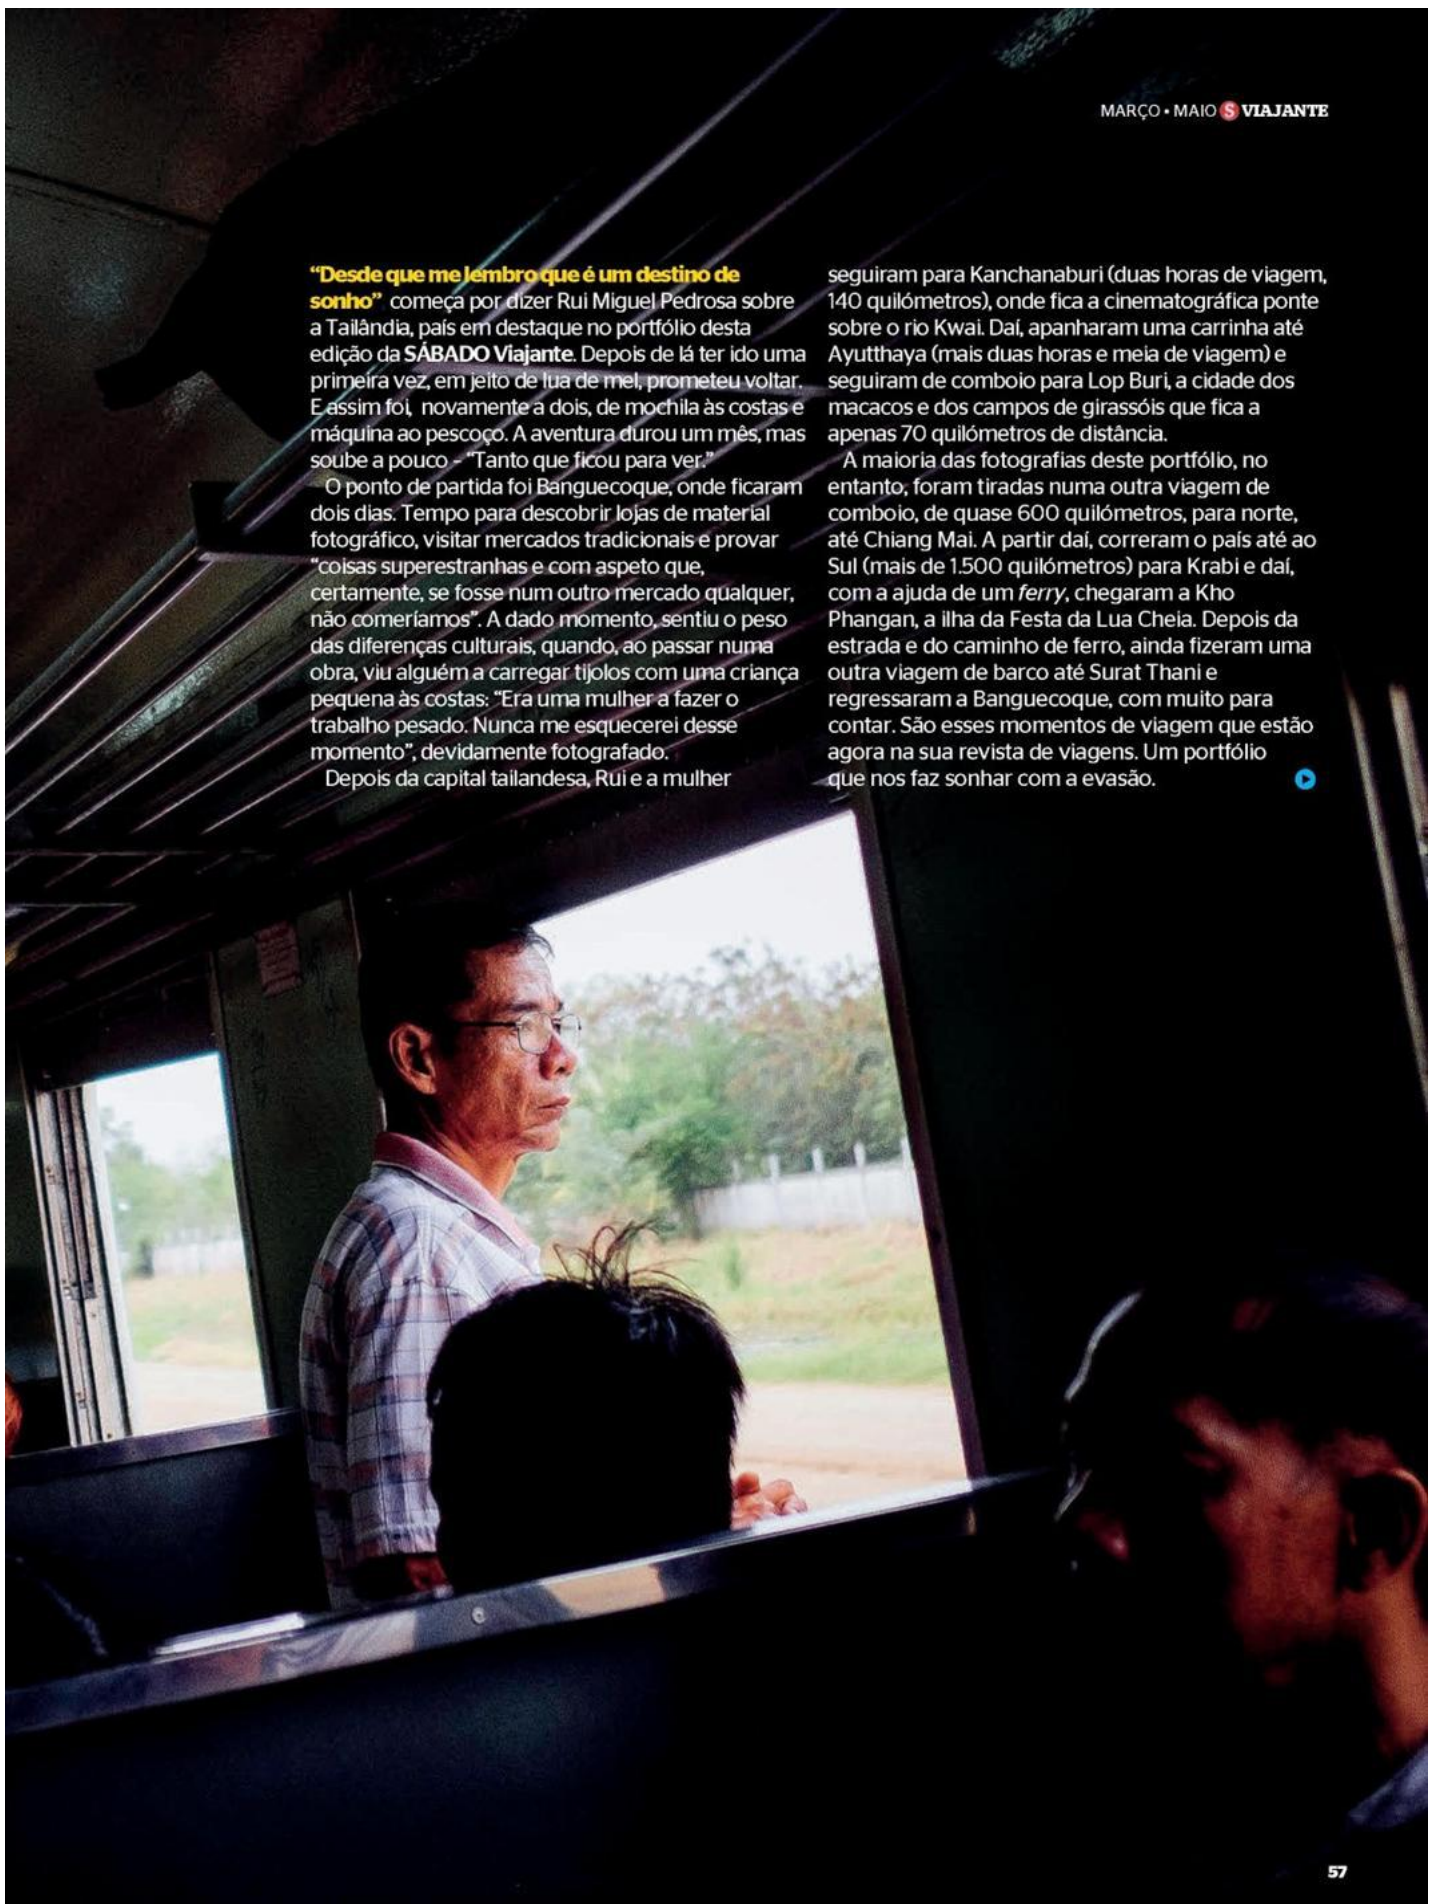 MARÇO • MAIO S VIAJANTE
“Desde que me lembro que é um destino de
sonho” começa por dizer Rui Miguel Pedrosa sobre
a Tailândia, país em destaque no portfólio desta
edição da SÁBADO Viajante. Depois de lá ter ido uma
primeira vez, em jeito de lua de mel, prometeu voltar.
E assim foi, novamente a dois, de mochila às costas e
máquina ao pescoço. A aventura durou um mês, mas
soube a pouco – “Tanto que ficou para ver.”
O ponto de partida foi Banguecoque, onde ficaram
dois dias. Tempo para descobrir lojas de material
fotográfico, visitar mercados tradicionais e provar
“coisas superestranhas e com aspeto que,
certamente, se fosse num outro mercado qualquer,
não comeríamos”. A dado momento, sentiu o peso
das diferenças culturais, quando, ao passar numa
obra, viu alguém a carregar tijolos com uma criança
pequena às costas: “Era uma mulher a fazer o
trabalho pesado. Nunca me esquecerei desse
momento”, devidamente fotografado.
Depois da capital tailandesa, Rui e a mulher
seguiram para Kanchanaburi (duas horas de viagem,
140 quilómetros), onde fica a cinematográfica ponte
sobre o rio Kwai. Daí, apanharam uma carrinha até
Ayutthaya (mais duas horas e meia de viagem) e
seguiram de comboio para Lop Buri, a cidade dos
macacos e dos campos de girassóis que fica a
apenas 70 quilómetros de distância.
A maioria das fotografias deste portfólio, no
entanto, foram tiradas numa outra viagem de
comboio, de quase 600 quilómetros, para norte,
até Chiang Mai. A partir daí, correram o país até ao
Sul (mais de 1.500 quilómetros) para Krabi e daí,
com a ajuda de um ferry, chegaram a Kho
Phangan, a ilha da Festa da Lua Cheia. Depois da
estrada e do caminho de ferro, ainda fizeram uma
outra viagem de barco até Surat Thani e
regressaram a Banguecoque, com muito para
contar. São esses momentos de viagem que estão
agora na sua revista de viagens. Um portfólio
que nos faz sonhar com a evasão.
57